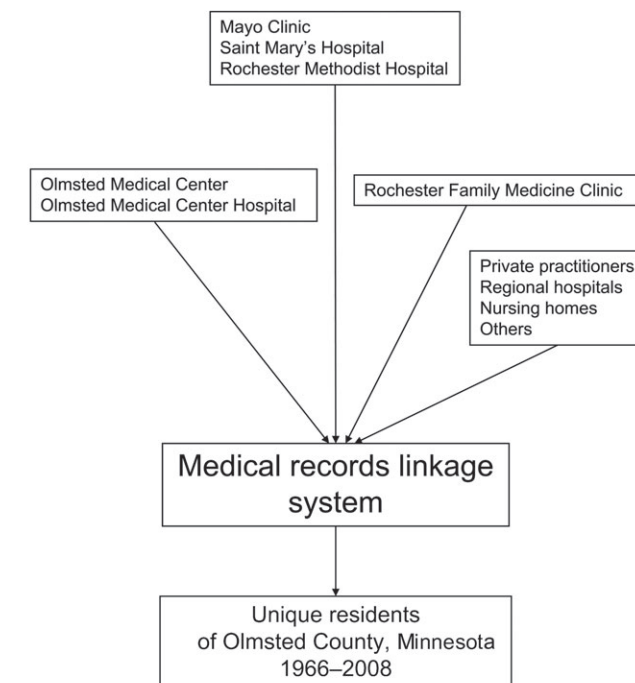 Mayo Clinic
Saint Mary's Hospital
Rochester Methodist Hospital
Olmsted Medical Center
Olmsted Medical Center Hospital
Rochester Family Medicine Clinic
Private practitioners
Regional hospitals
Nursing homes
Others
Medical records linkage
system
Unique residents
of Olmsted County, Minnesota
1966–2008